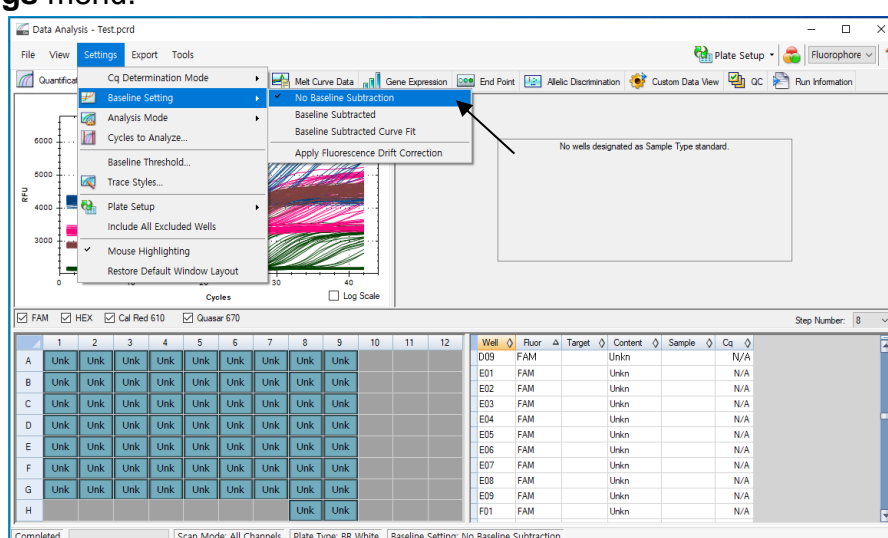 gs menu.
Data Analysis - Test.pcrd
File View Settings Export Tools
Plate Setup Fluorophore
Quantificat Melt Curve Data Gene Expression End Point Allelic Discrimination Custom Data View QC Run Information
Cq Determination Mode
Baseline Setting
Analysis Mode
Cycles to Analyze...
Baseline Threshold...
Trace Styles...
Plate Setup
Include All Excluded Wells
Mouse Highlighting
Restore Default Window Layout
No Baseline Subtraction
Baseline Subtracted
Baseline Subtracted Curve Fit
Apply Fluorescence Drift Correction
No wells designated as Sample Type standard.
6000
5000
4000
3000
RFU
0 30 40
Cycles
Log Scale
FAM HEX Cal Red 610 Quasar 670
Step Number: 8
1 2 3 4 5 6 7 8 9 10 11 12
A Unk Unk Unk Unk Unk Unk Unk Unk Unk
B Unk Unk Unk Unk Unk Unk Unk Unk Unk
C Unk Unk Unk Unk Unk Unk Unk Unk Unk
D Unk Unk Unk Unk Unk Unk Unk Unk Unk
E Unk Unk Unk Unk Unk Unk Unk Unk Unk
F Unk Unk Unk Unk Unk Unk Unk Unk Unk
G Unk Unk Unk Unk Unk Unk Unk Unk Unk
H Unk Unk
Well Fluor Target Content Sample Cq
D09 FAM Unkn N/A
E01 FAM Unkn N/A
E02 FAM Unkn N/A
E03 FAM Unkn N/A
E04 FAM Unkn N/A
E05 FAM Unkn N/A
E06 FAM Unkn N/A
E07 FAM Unkn N/A
E08 FAM Unkn N/A
E09 FAM Unkn N/A
F01 FAM Unkn N/A
Completed Scan Mode: All Channels Plate Type: BR White Baseline Setting: No Baseline Subtraction